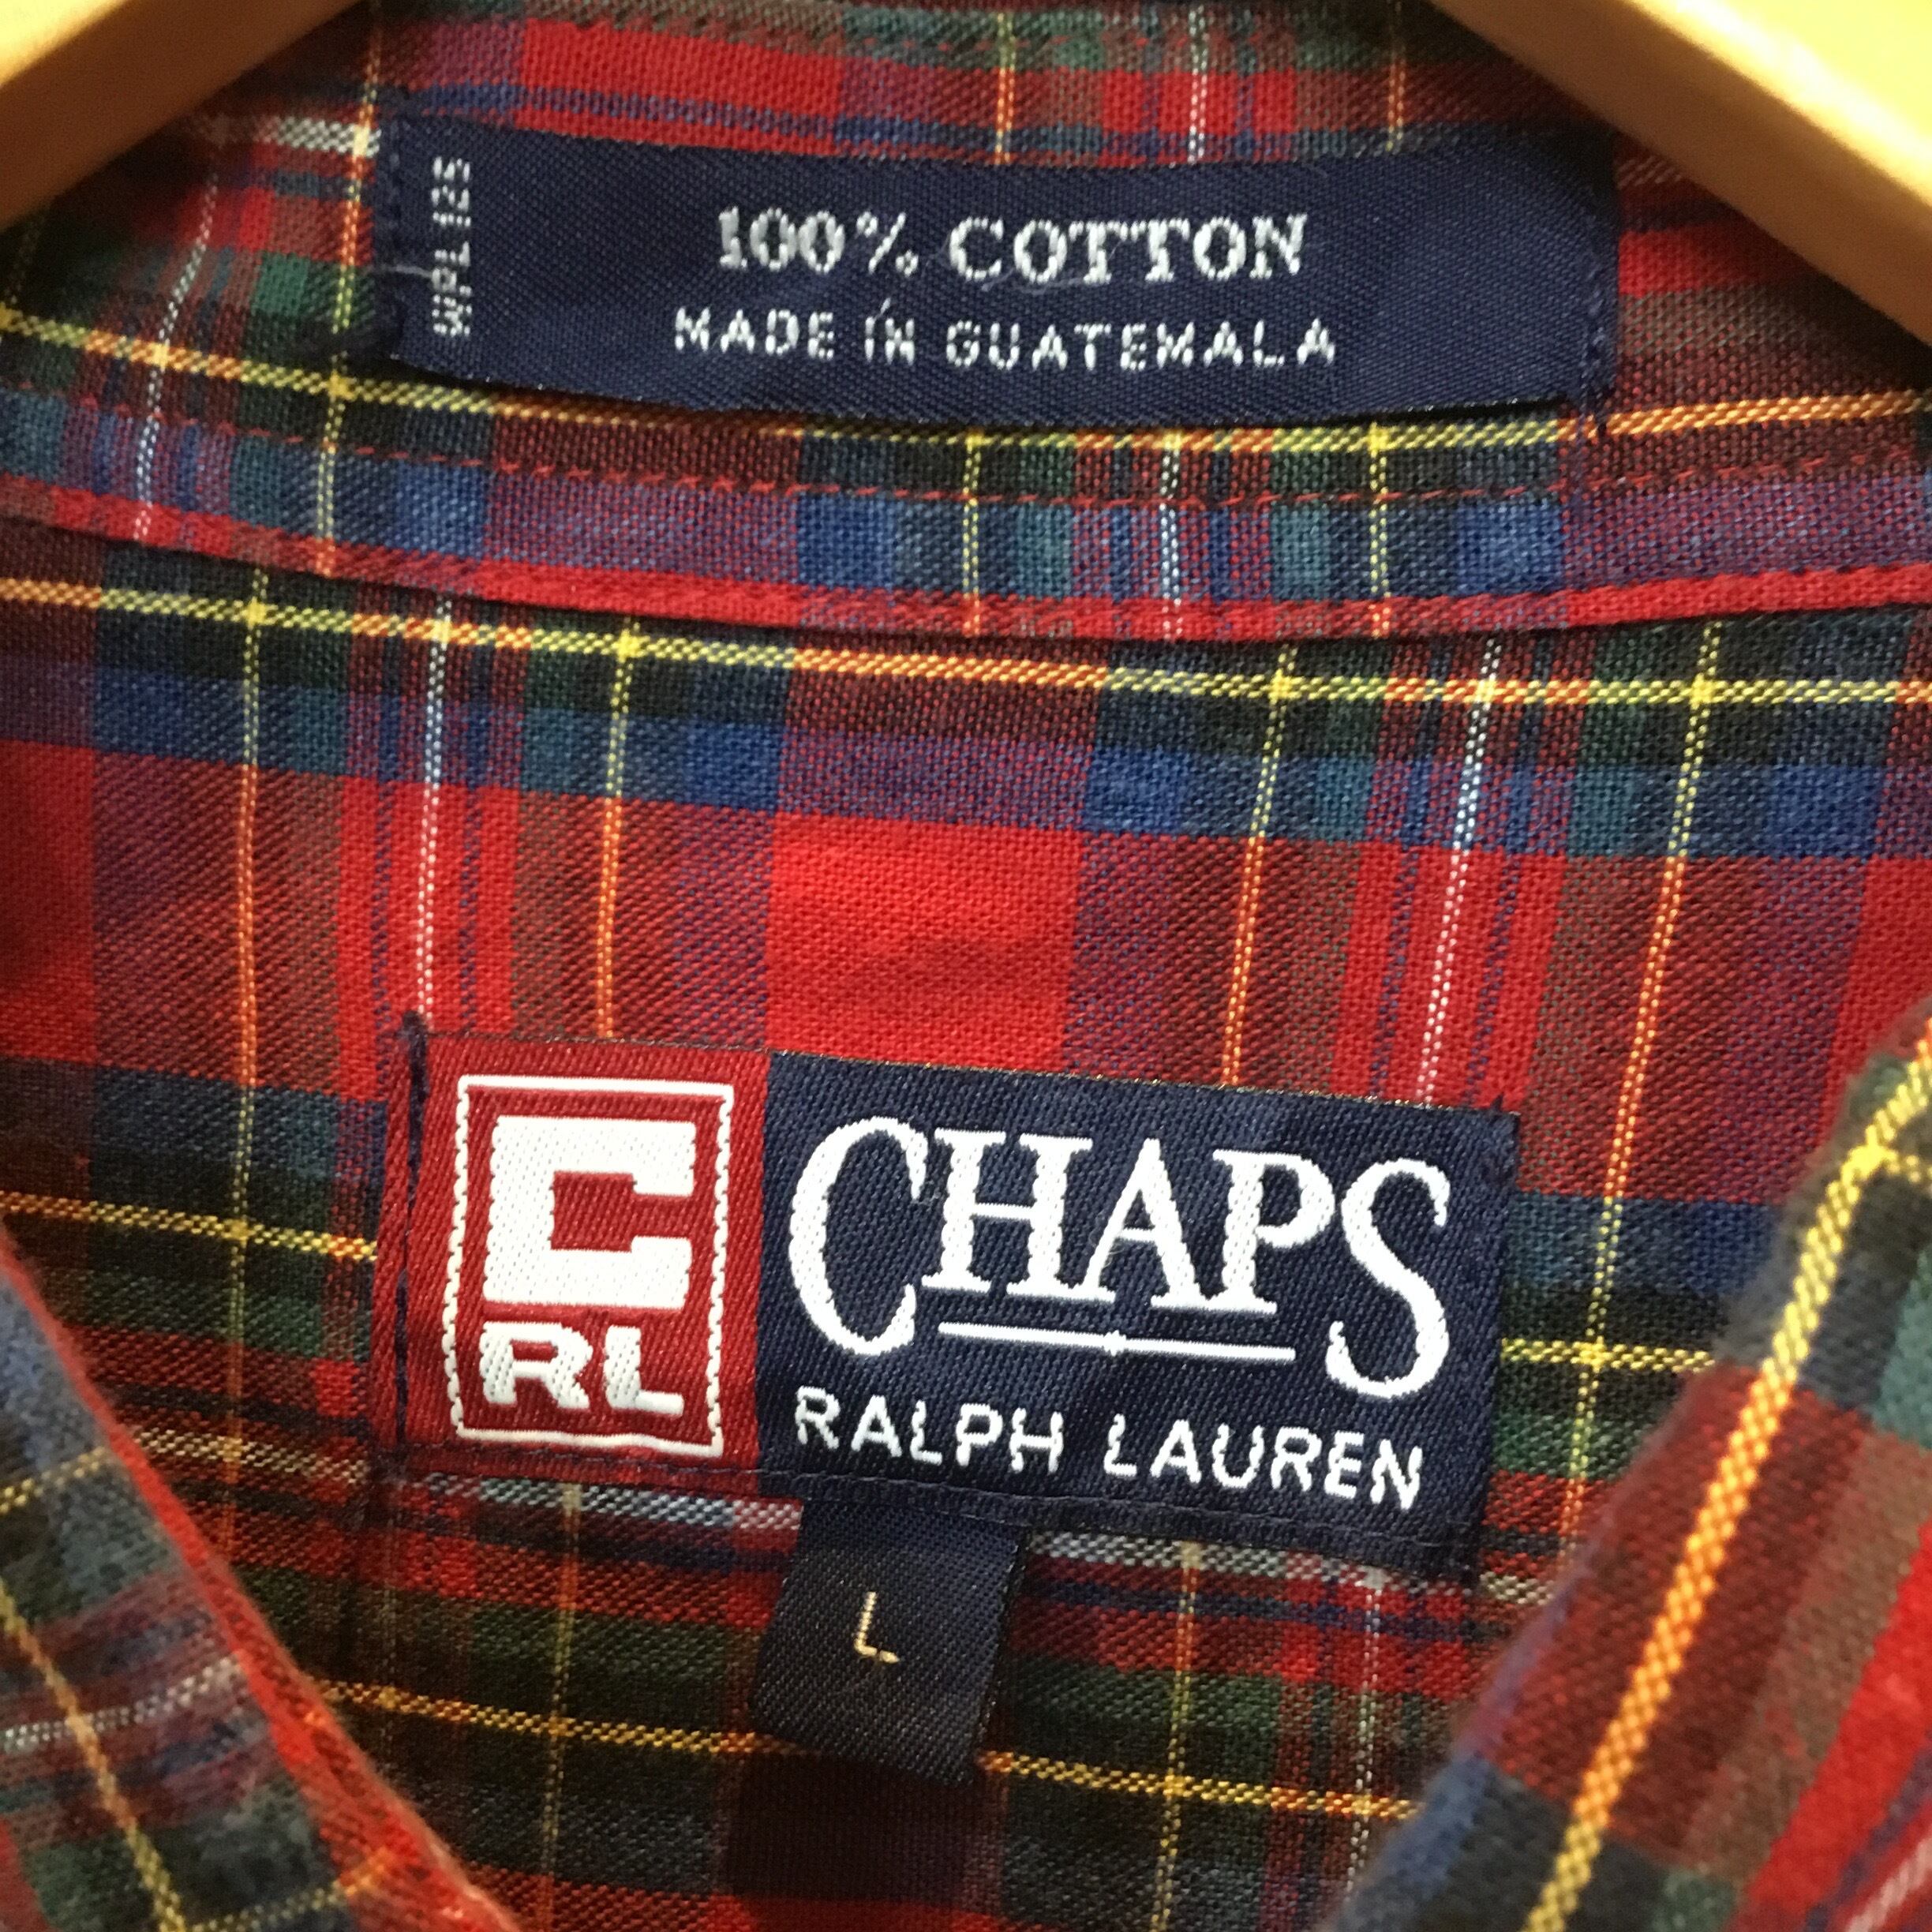 WPL 125
100% COTTON
MADE IN GUATEMALA
C
RL
CHAPS
RALPH LAUREN
L